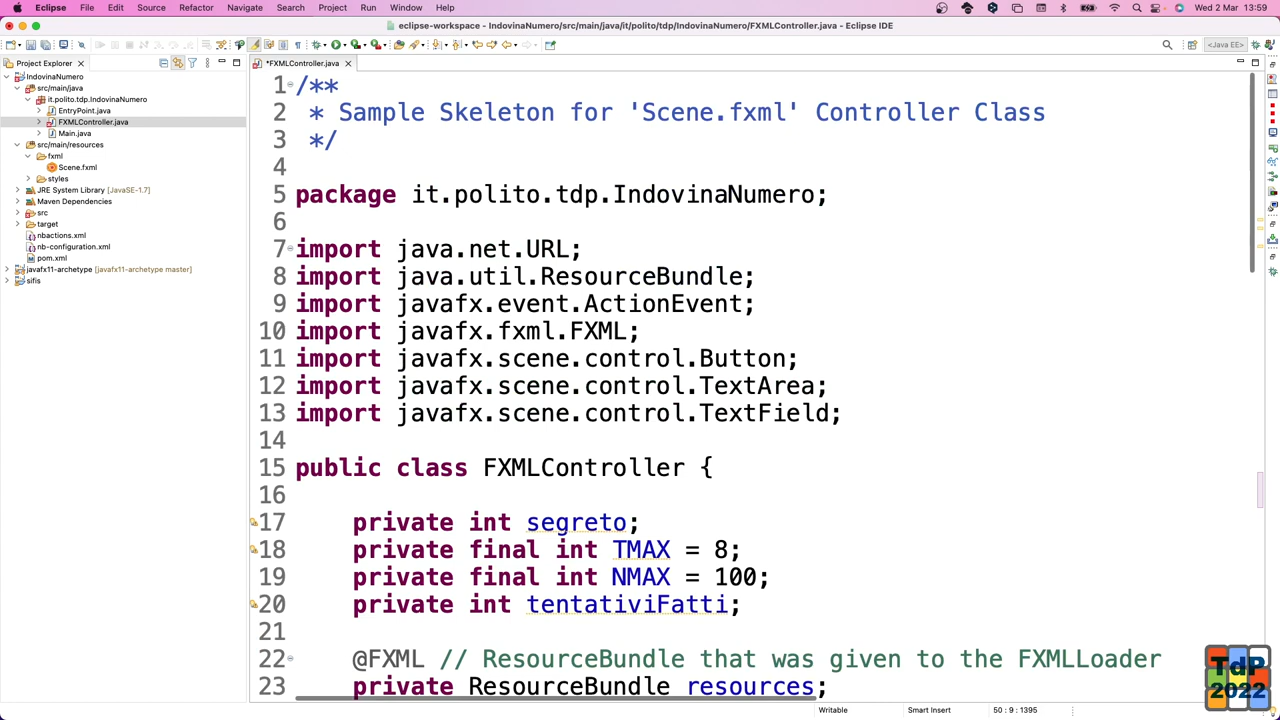 Eclipse File Edit Source Refactor Navigate Search Project Run Window Help
Wed 2 Mar 13:59
eclipse-workspace - IndovinaNumero/src/main/java/it/polito/tdp/IndovinaNumero/FXMLController.java - Eclipse IDE
<Java EE>
Project Explorer
IndovinaNumero
src/main/java
it.polito.tdp.IndovinaNumero
EntryPoint.java
FXMLController.java
Main.java
src/main/resources
fxml
Scene.fxml
styles
JRE System Library [JavaSE-1.7]
Maven Dependencies
src
target
nbactions.xml
nb-configuration.xml
pom.xml
javafx11-archetype [javafx11-archetype master]
sifis
*FXMLController.java
1 /**
2  * Sample Skeleton for 'Scene.fxml' Controller Class
3  */
4
5 package it.polito.tdp.IndovinaNumero;
6
7 import java.net.URL;
8 import java.util.ResourceBundle;
9 import javafx.event.ActionEvent;
10 import javafx.fxml.FXML;
11 import javafx.scene.control.Button;
12 import javafx.scene.control.TextArea;
13 import javafx.scene.control.TextField;
14
15 public class FXMLController {
16
17     private int segreto;
18     private final int TMAX = 8;
19     private final int NMAX = 100;
20     private int tentativiFatti;
21
22     @FXML // ResourceBundle that was given to the FXMLLoader
23     private ResourceBundle resources;
Writable Smart Insert 50 : 9 : 1395
TdP
2022